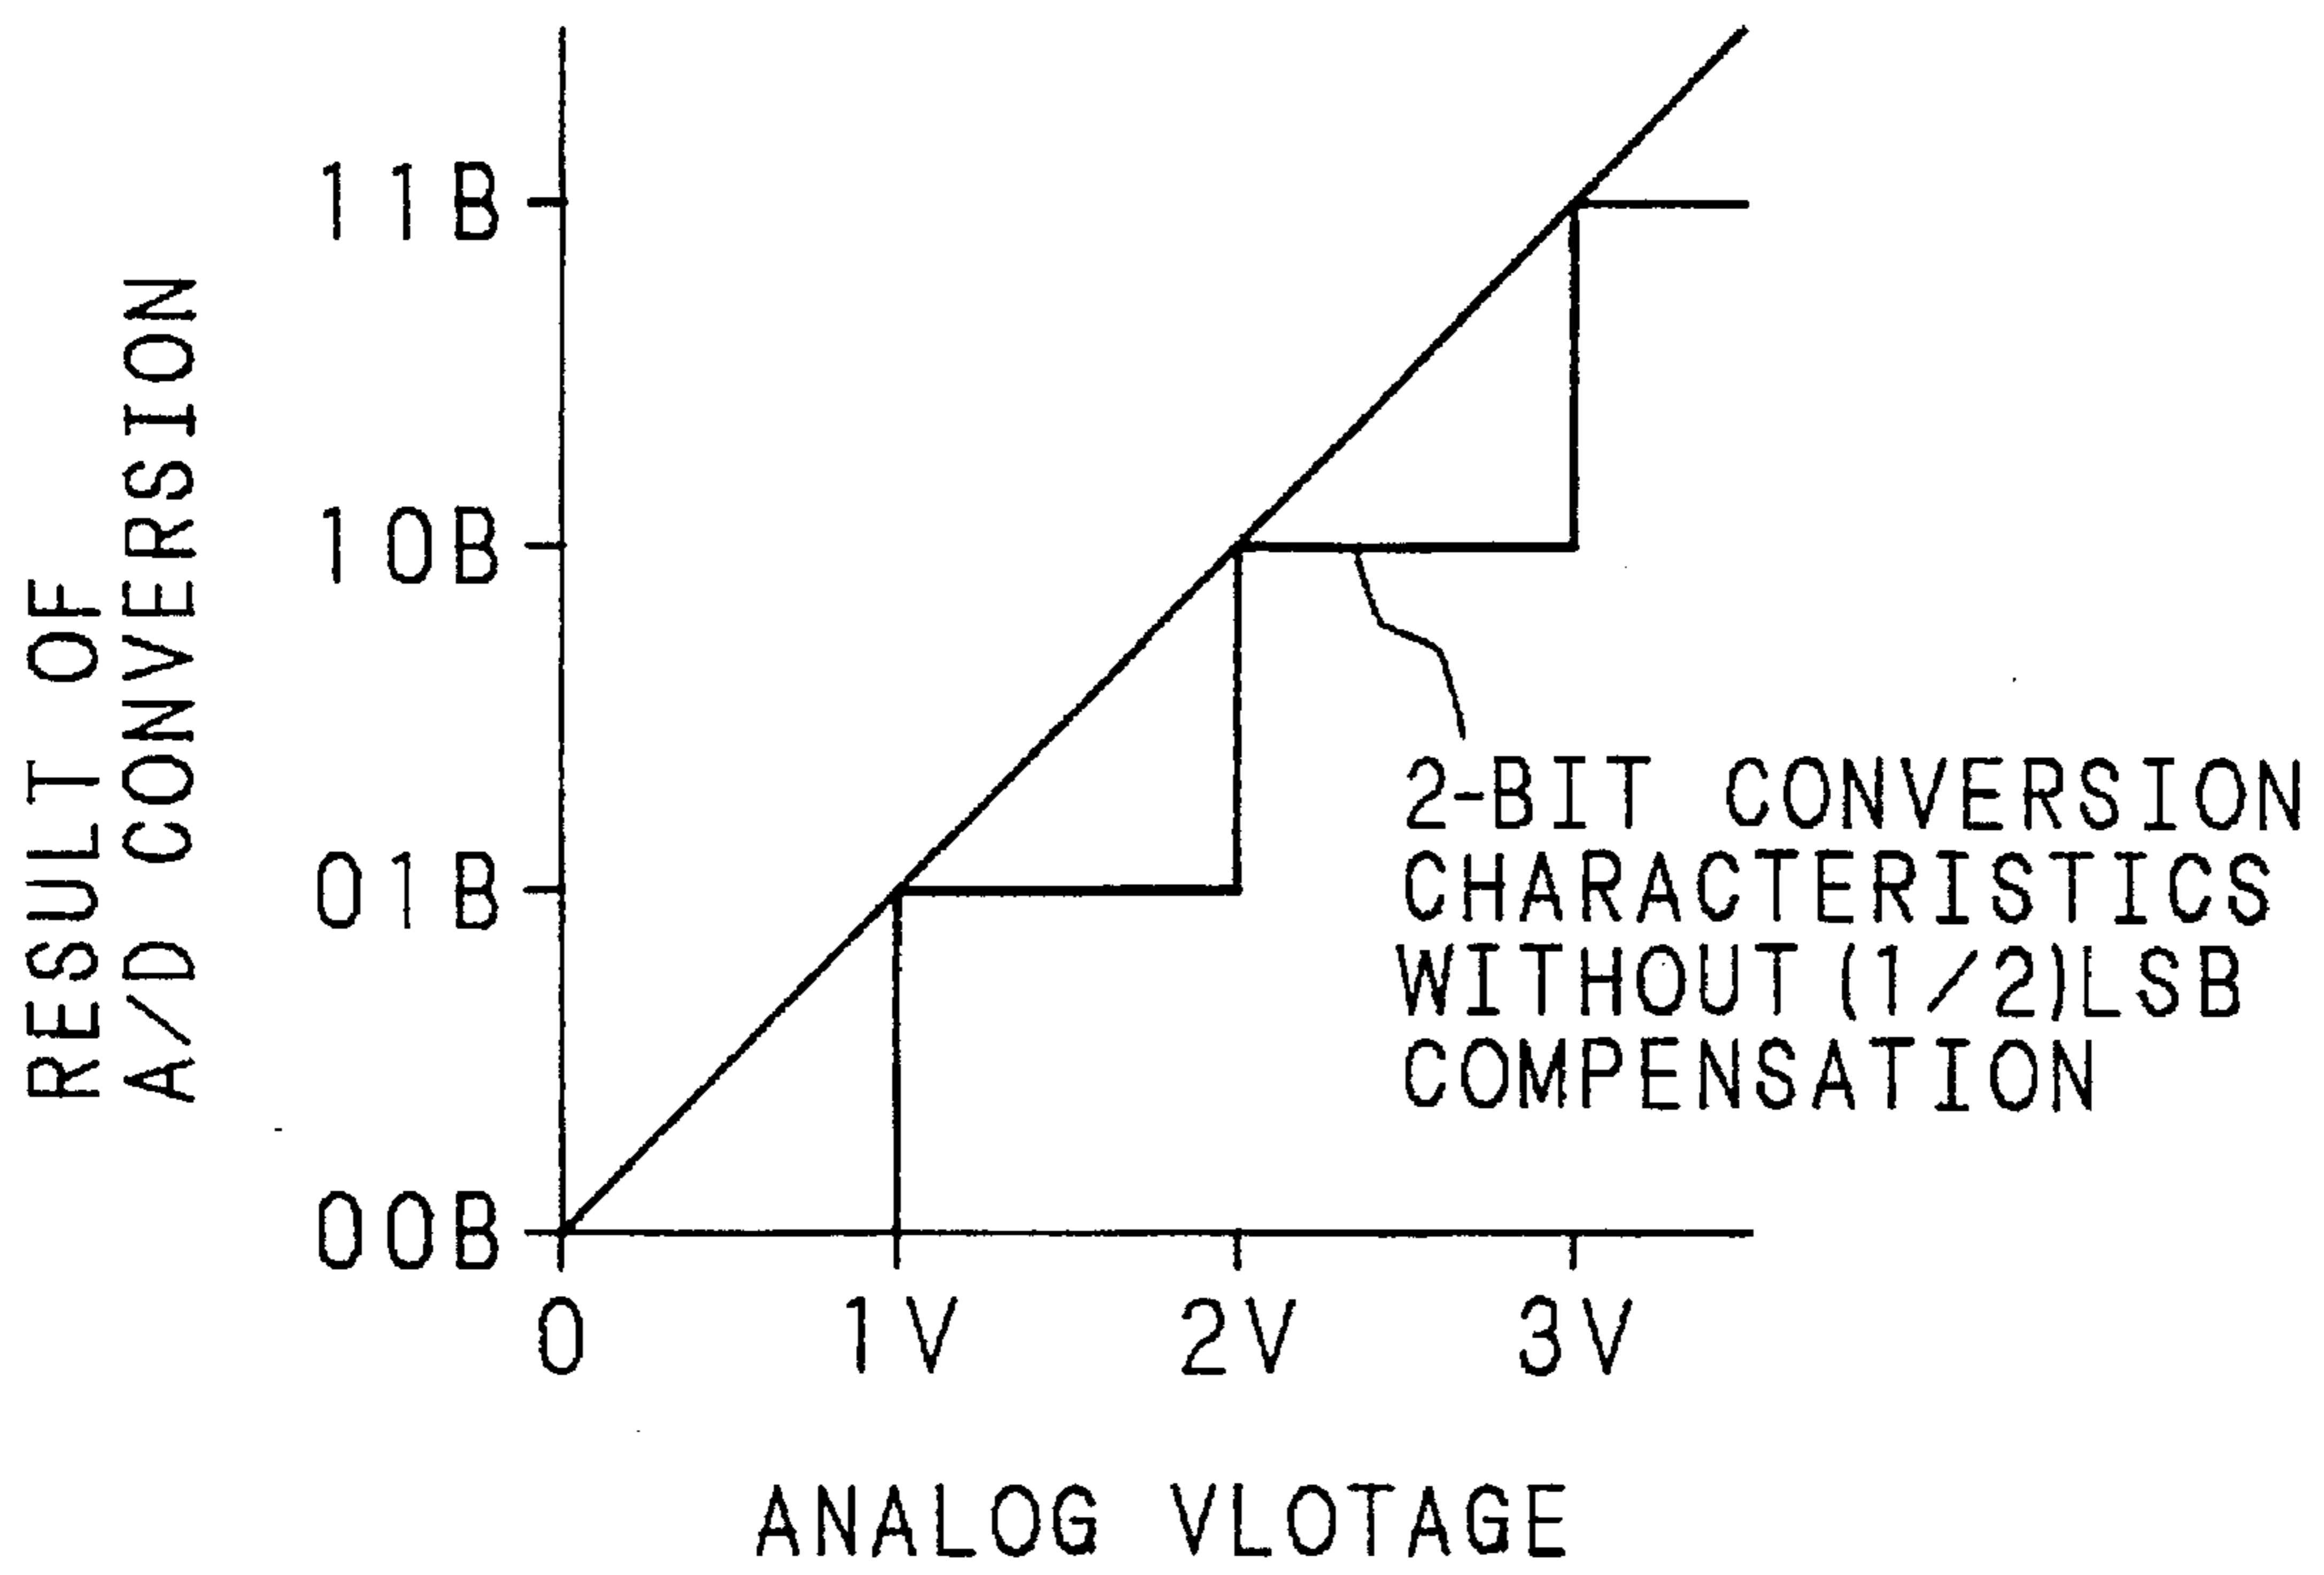 RESULT OF
A/D CONVERSION
11B
10B
01B
00B
0
1V
2V
3V
2-BIT CONVERSION
CHARACTERISTICS
WITHOUT(1/2)LSB
COMPENSATION
ANALOG VLOTAGE